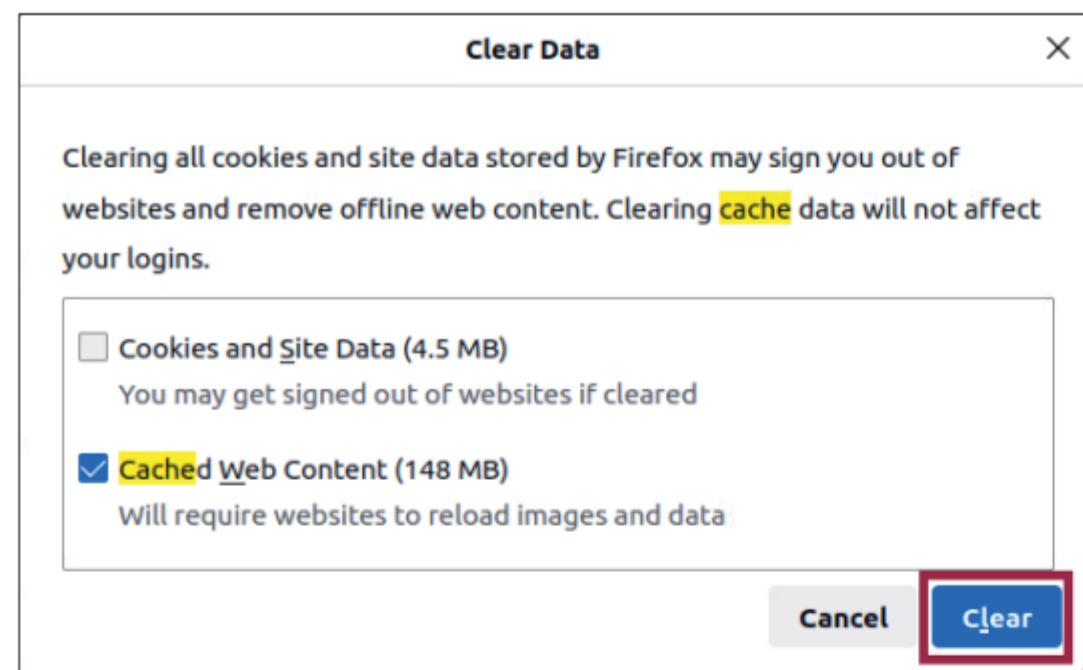 Clear Data
Clearing all cookies and site data stored by Firefox may sign you out of
websites and remove offline web content. Clearing cache data will not affect
your logins.
Cookies and Site Data (4.5 MB)
You may get signed out of websites if cleared
Cached Web Content (148 MB)
Will require websites to reload images and data
Cancel Clear